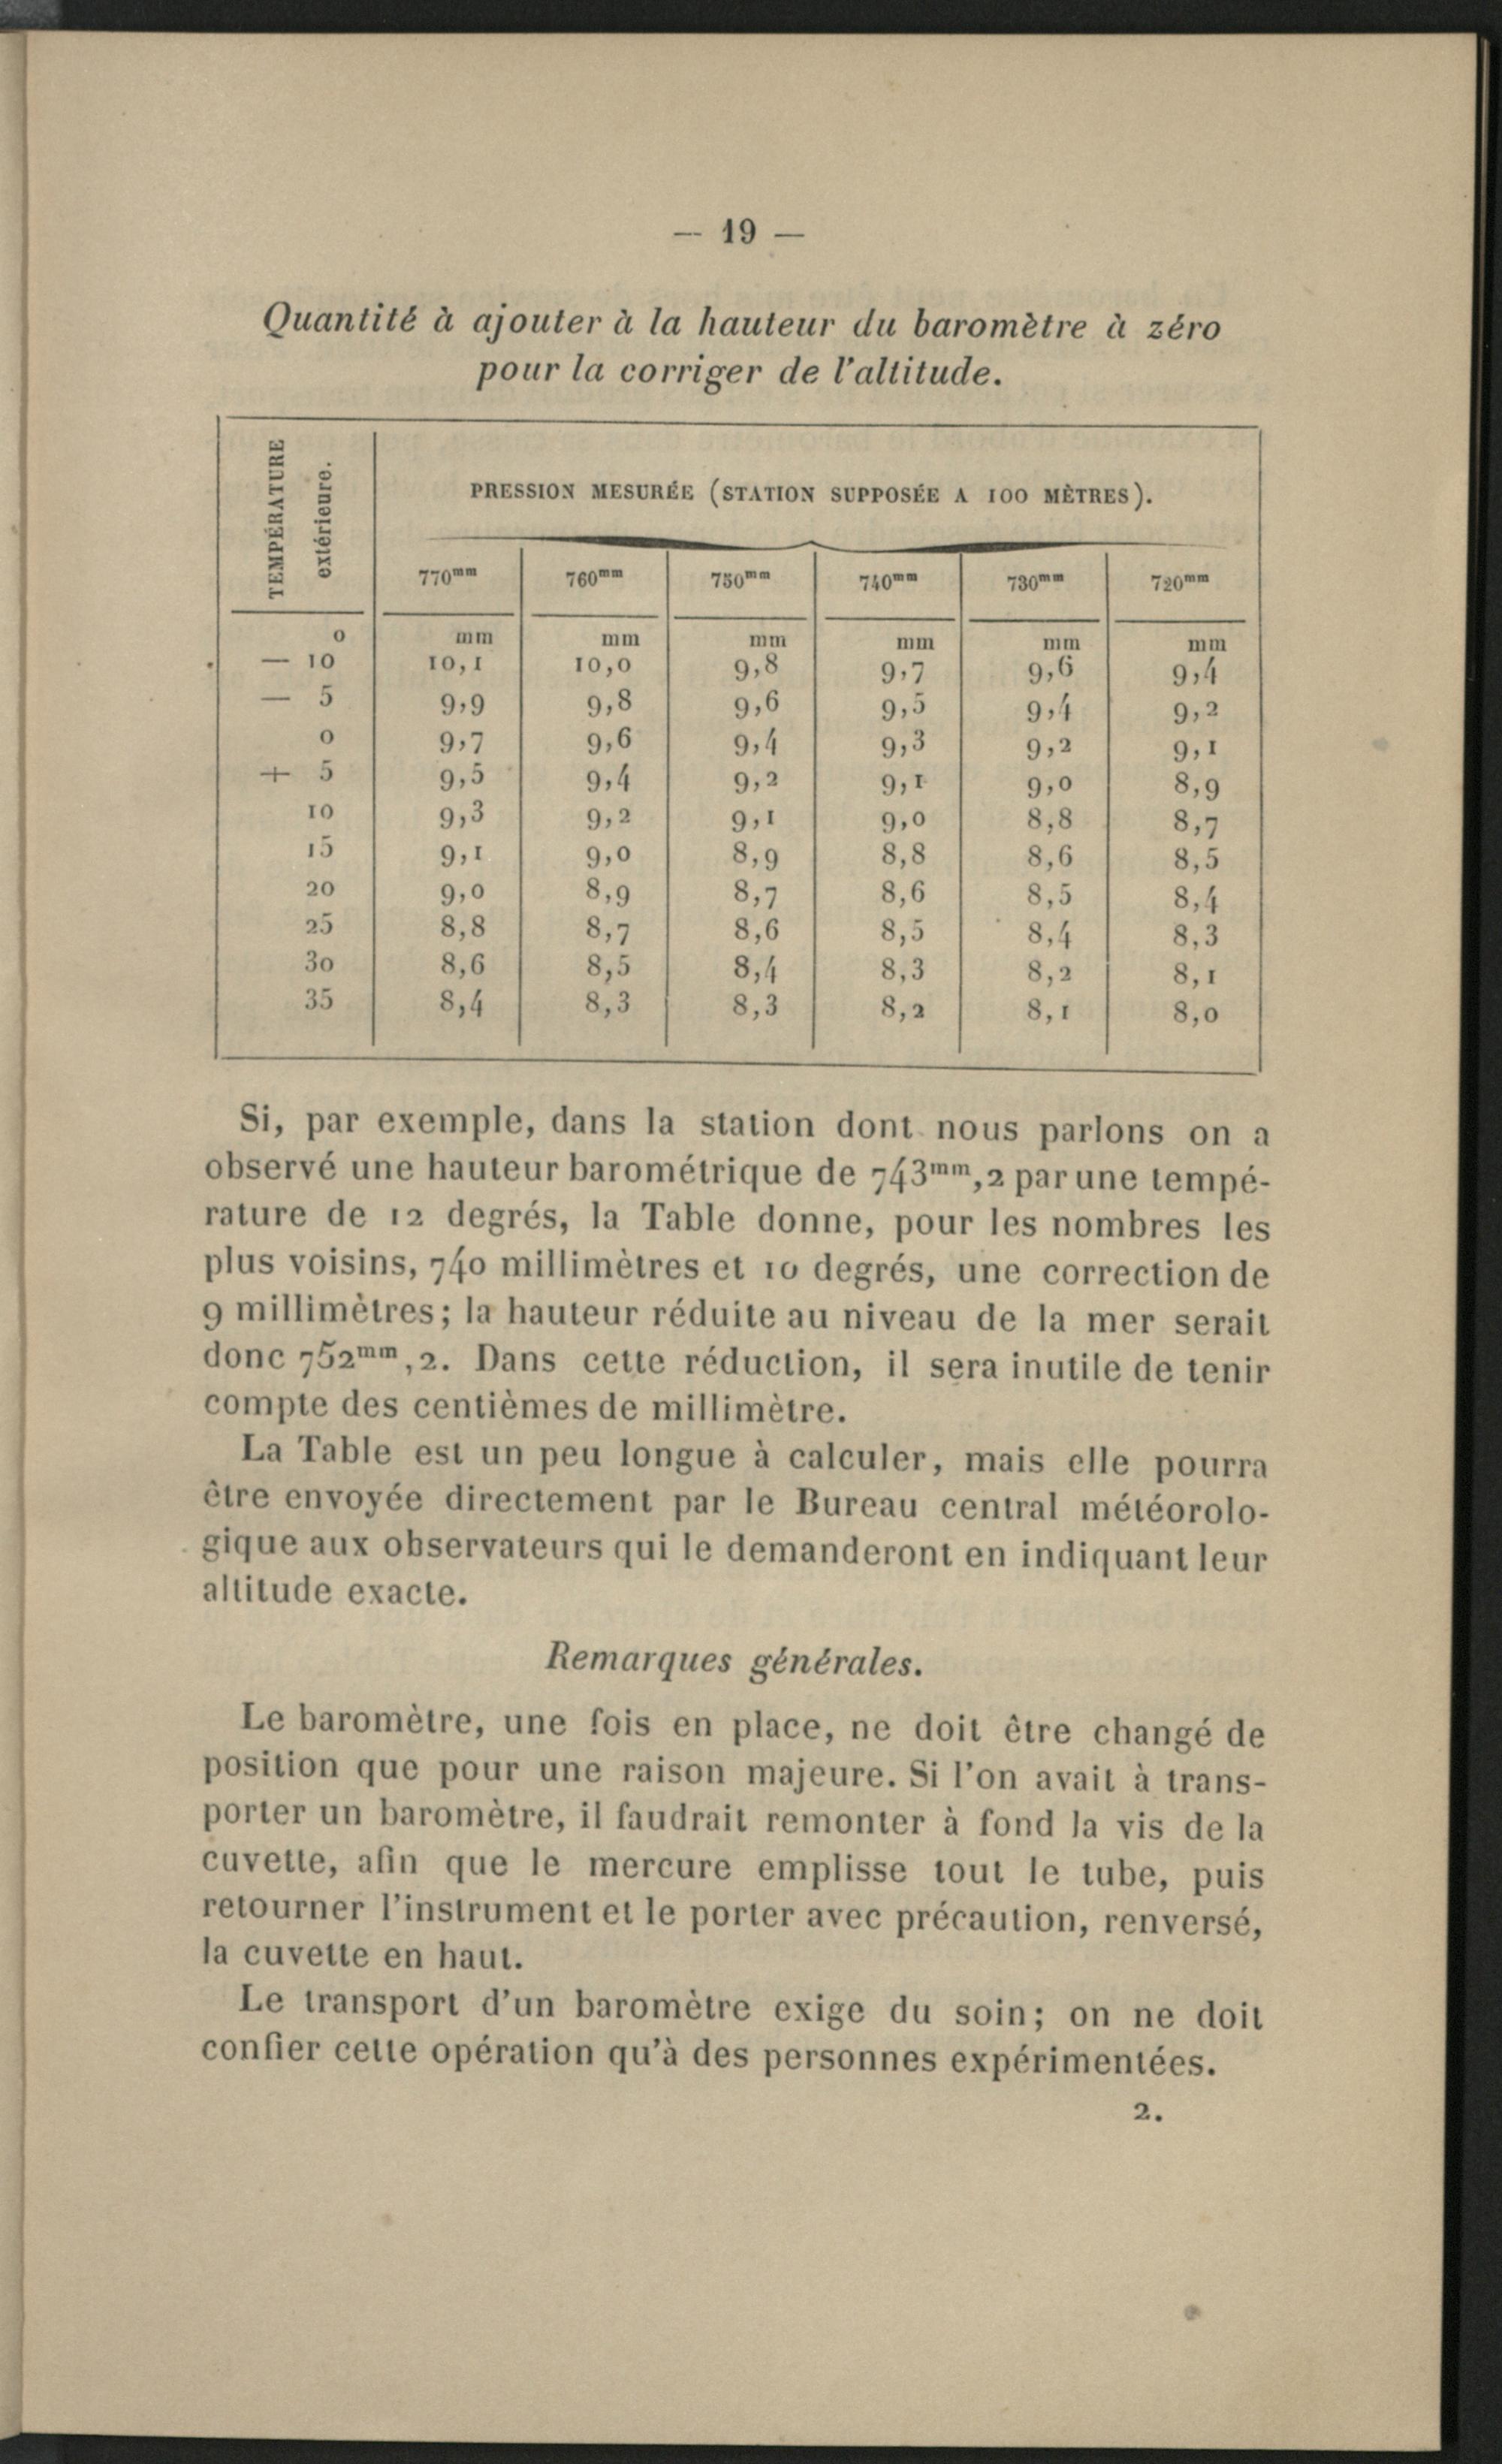 — 19 —
Quantité à ajouter à la hauteur du baromètre à zéro
pour la corriger de l'altitude.
TEMPÉRATURE
extérieure.
PRESSION MESURÉE (STATION SUPPOSÉE A 100 MÈTRES).
770mm 760mm 750mm 740mm 730mm 720mm
o mm mm mm mm mm mm
— 10 10,1 10,0 9,8 9,7 9,6 9,4
— 5 9,9 9,8 9,6 9,5 9,4 9,2
0 9,7 9,6 9,4 9,3 9,2 9,1
+ 5 9,5 9,4 9,2 9,1 9,0 8,9
10 9,3 9,2 9,1 9,0 8,8 8,7
15 9,1 9,0 8,9 8,8 8,6 8,5
20 9,0 8,9 8,7 8,6 8,5 8,4
25 8,8 8,7 8,6 8,5 8,4 8,3
30 8,6 8,5 8,4 8,3 8,2 8,1
35 8,4 8,3 8,3 8,2 8,1 8,0
Si, par exemple, dans la station dont nous parlons on a
observé une hauteur barométrique de 743mm,2 par une tempé-
rature de 12 degrés, la Table donne, pour les nombres les
plus voisins, 740 millimètres et 10 degrés, une correction de
9 millimètres; la hauteur réduite au niveau de la mer serait
donc 752mm,2. Dans cette réduction, il sera inutile de tenir
compte des centièmes de millimètre.
La Table est un peu longue à calculer, mais elle pourra
être envoyée directement par le Bureau central météorolo-
gique aux observateurs qui le demanderont en indiquant leur
altitude exacte.
Remarques générales.
Le baromètre, une fois en place, ne doit être changé de
position que pour une raison majeure. Si l'on avait à trans-
porter un baromètre, il faudrait remonter à fond la vis de la
cuvette, afin que le mercure emplisse tout le tube, puis
retourner l'instrument et le porter avec précaution, renversé,
la cuvette en haut.
Le transport d'un baromètre exige du soin; on ne doit
confier cette opération qu'à des personnes expérimentées.
2.